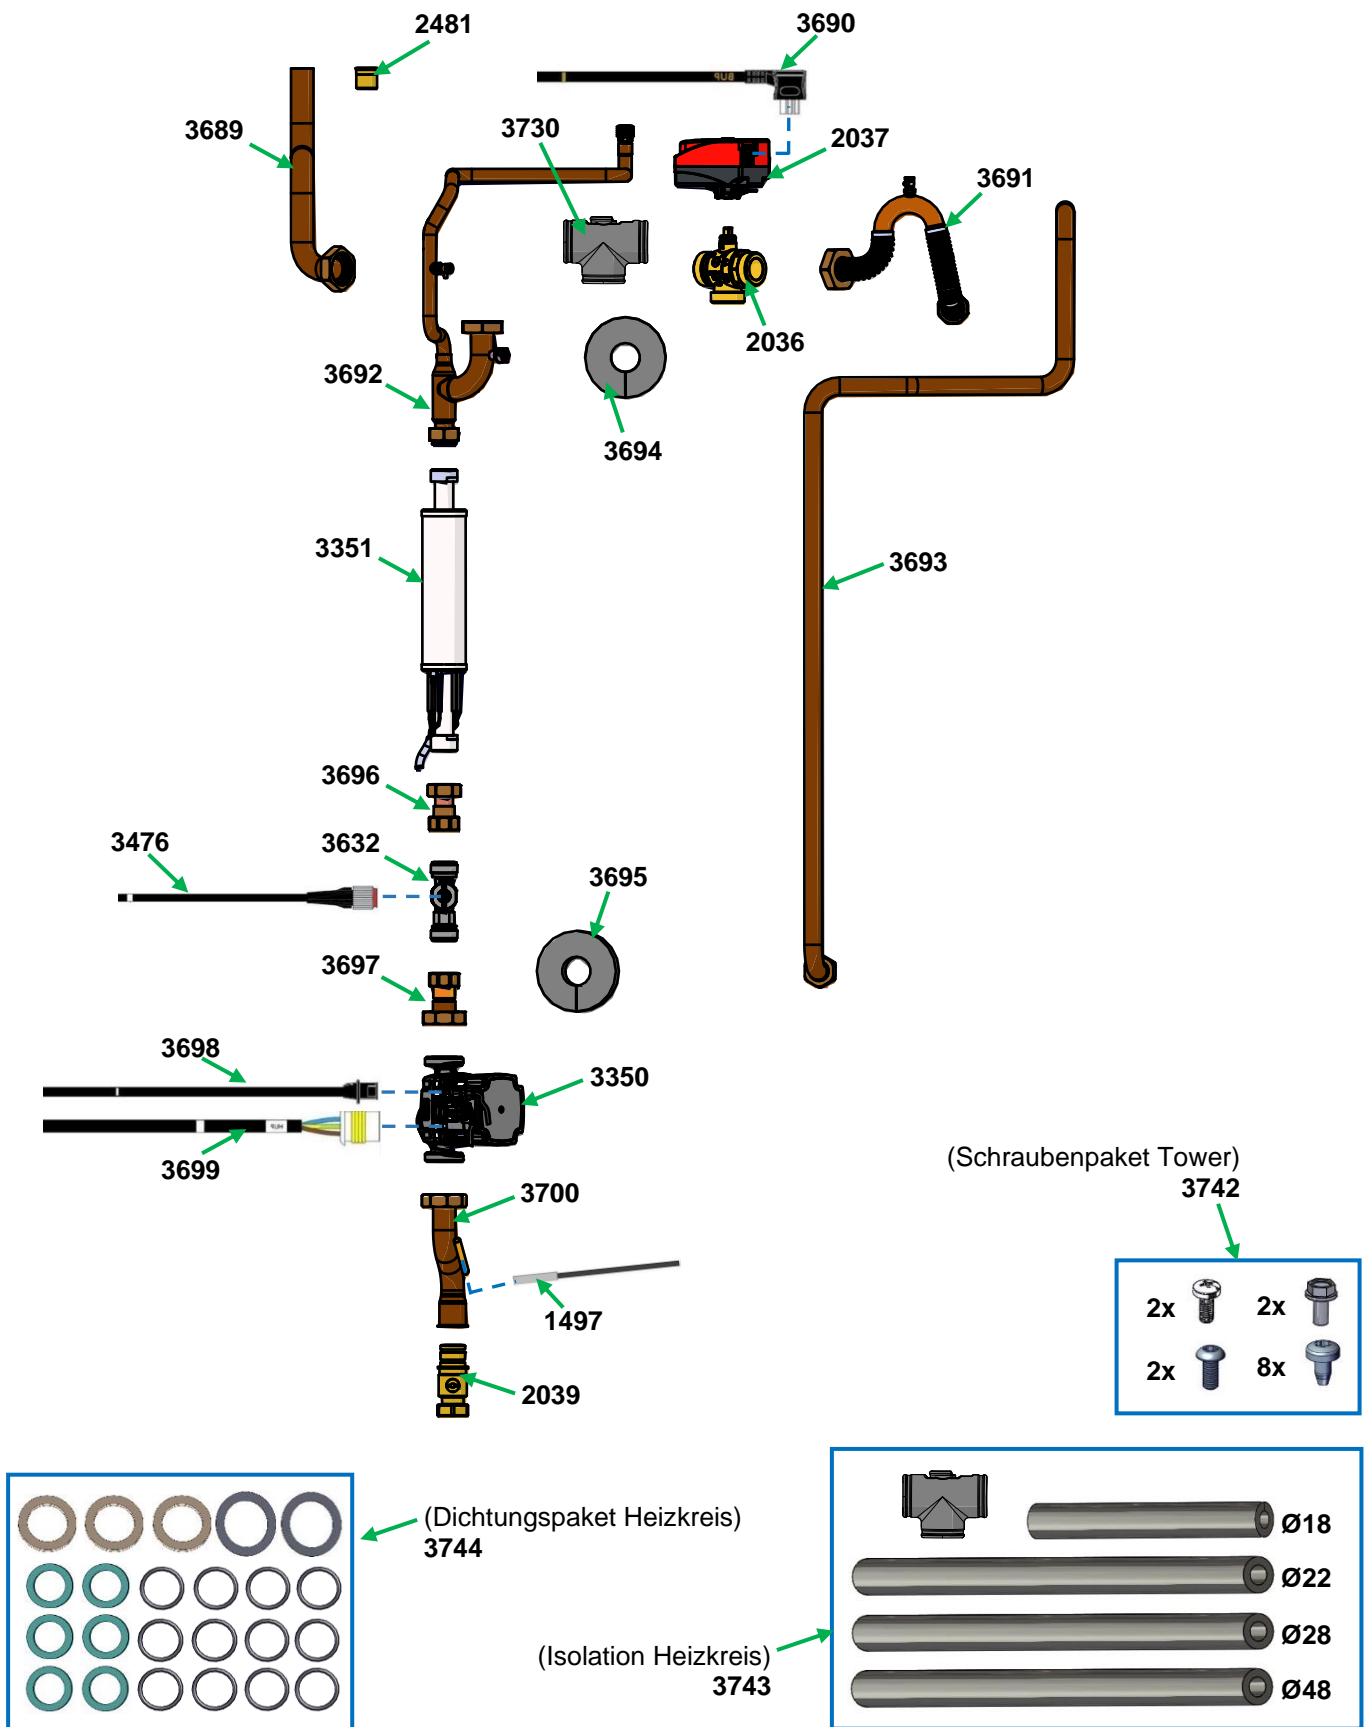 2481
3690
3689
3730
2037
3691
BUP
2036
3692
3694
3351
3693
3696
3476
3632
3695
3697
3698
3350
HUP
3699
(Schraubenpaket Tower)
3742
3700
1497
2x
2x
2x
8x
2039
(Dichtungspaket Heizkreis)
3744
Ø18
Ø22
Ø28
(Isolation Heizkreis)
3743
Ø48